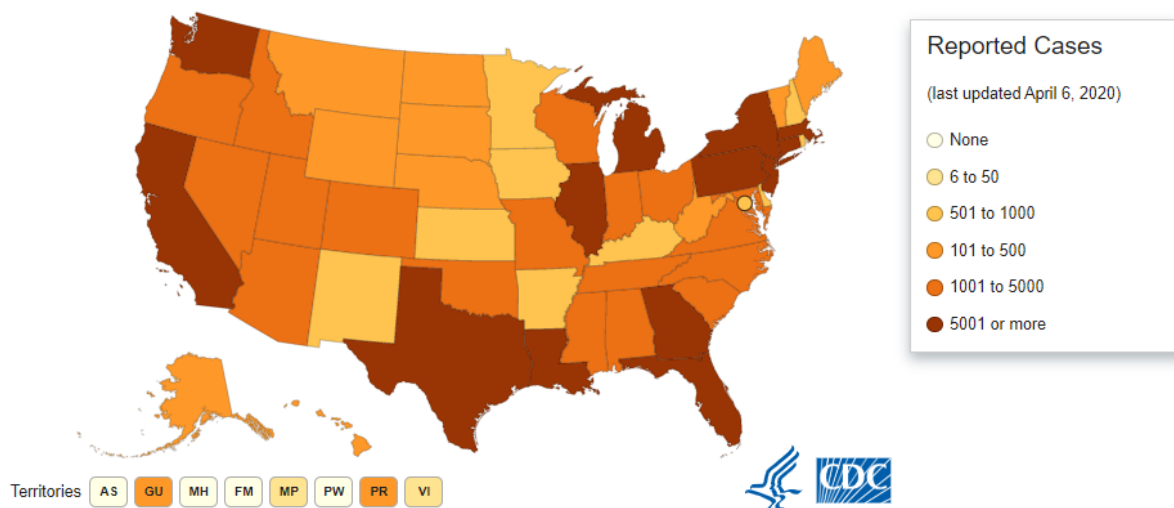 Reported Cases
(last updated April 6, 2020)
None
6 to 50
501 to 1000
101 to 500
1001 to 5000
5001 or more
Territories AS GU MH FM MP PW PR VI
CDC